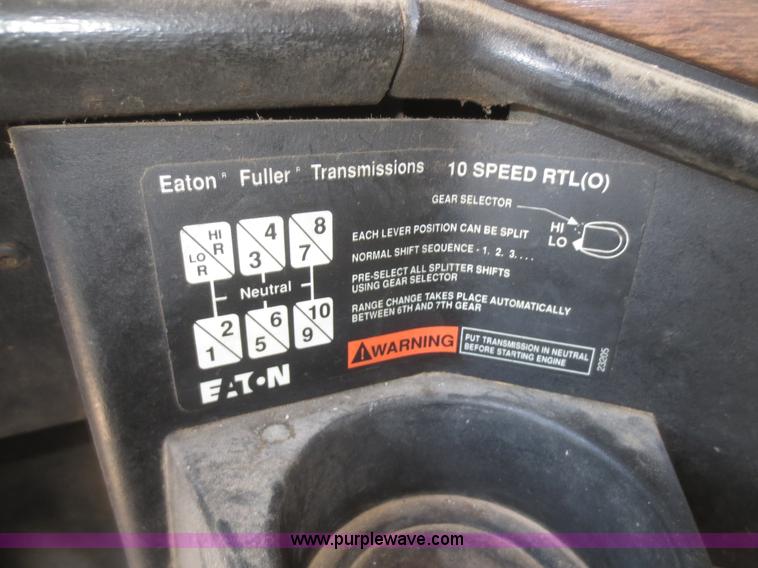 Eaton® Fuller® Transmissions 10 SPEED RTL(O)
GEAR SELECTOR
HI
LO
HI R
LO R
4
3
8
7
Neutral
2
1
6
5
10
9
EACH LEVER POSITION CAN BE SPLIT
NORMAL SHIFT SEQUENCE - 1, 2, 3, . . . .
PRE-SELECT ALL SPLITTER SHIFTS
USING GEAR SELECTOR
RANGE CHANGE TAKES PLACE AUTOMATICALLY
BETWEEN 6TH AND 7TH GEAR
WARNING
PUT TRANSMISSION IN NEUTRAL
BEFORE STARTING ENGINE
23205
EATON
www.purplewave.com